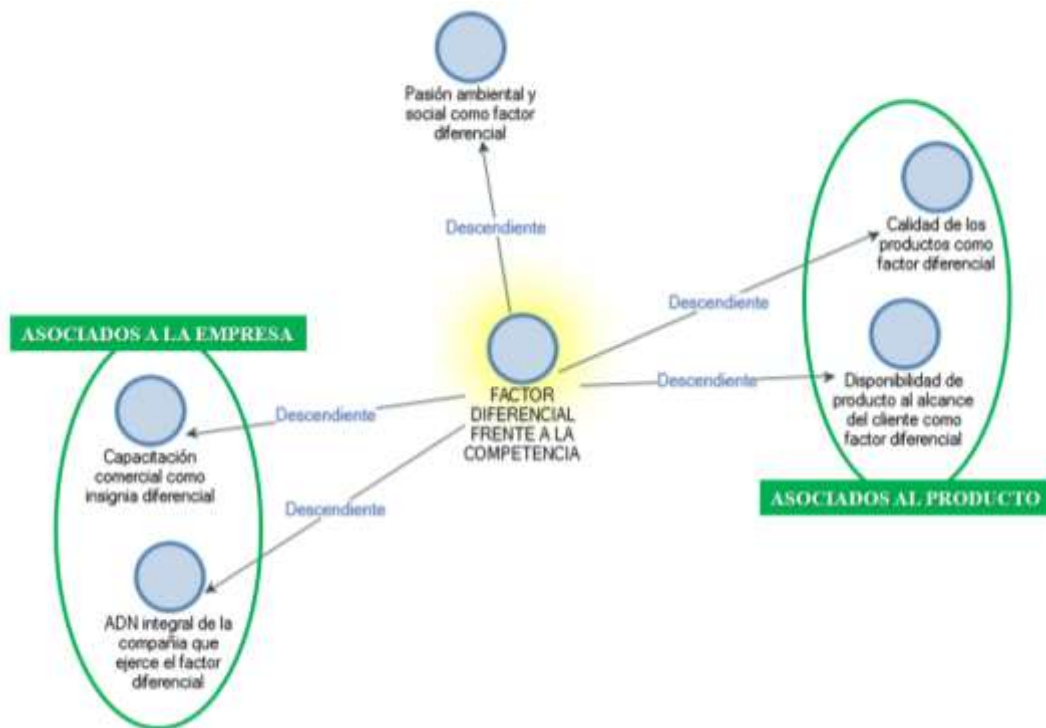 Pasión ambiental y
social como factor
diferencial
Descendiente
Calidad de los
productos como
factor diferencial
Descendiente
ASOCIADOS A LA EMPRESA
FACTOR
DIFERENCIAL
FRENTE A LA
COMPETENCIA
Descendiente
Disponibilidad de
producto al alcance
del cliente como
factor diferencial
Descendiente
Capacitación
comercial como
insignia diferencial
ASOCIADOS AL PRODUCTO
Descendiente
ADN integral de la
compañia que
ejerce el factor
diferencial